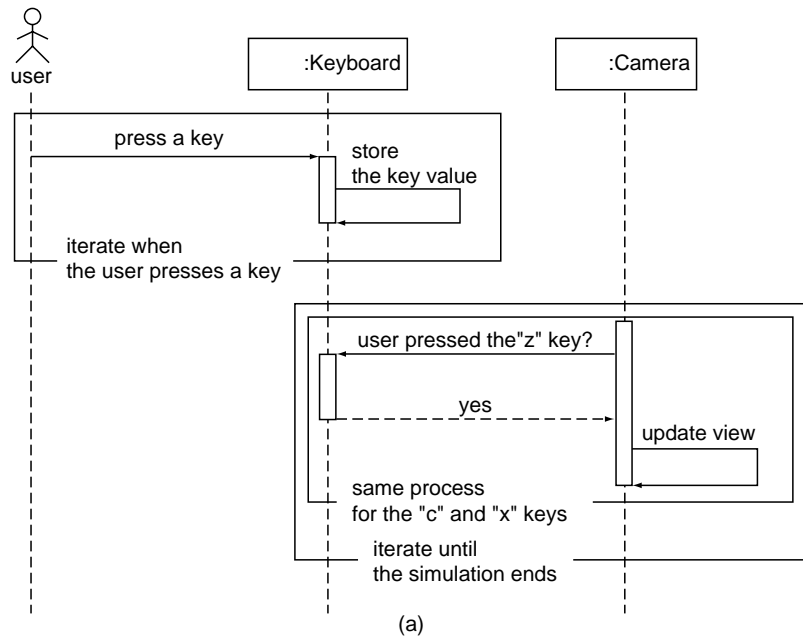 user
:Keyboard
:Camera
press a key
store
the key value
iterate when
the user presses a key
user pressed the"z" key?
yes
update view
same process
for the "c" and "x" keys
iterate until
the simulation ends
(a)